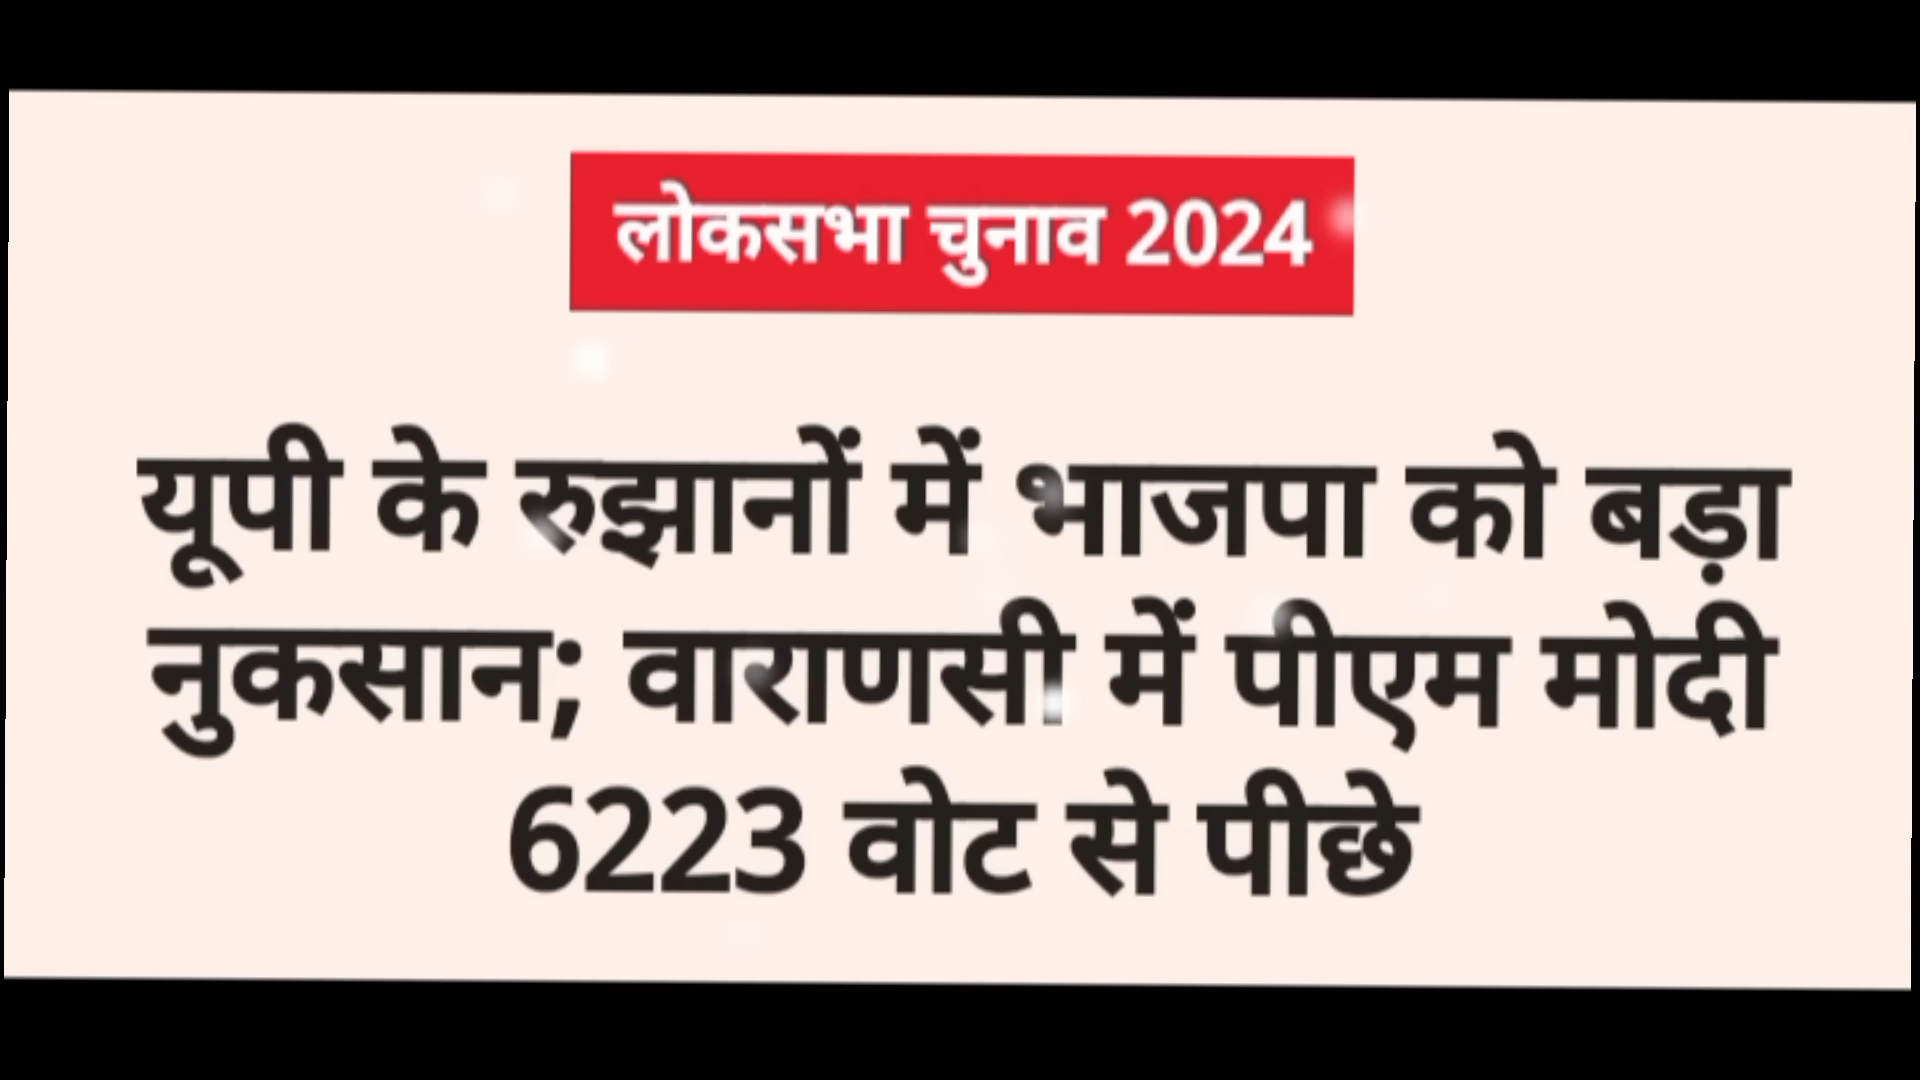 लोकसभा चुनाव 2024
यूपी के रुझानों में भाजपा को बड़ा
नुकसान; वाराणसी में पीएम मोदी
6223 वोट से पीछे